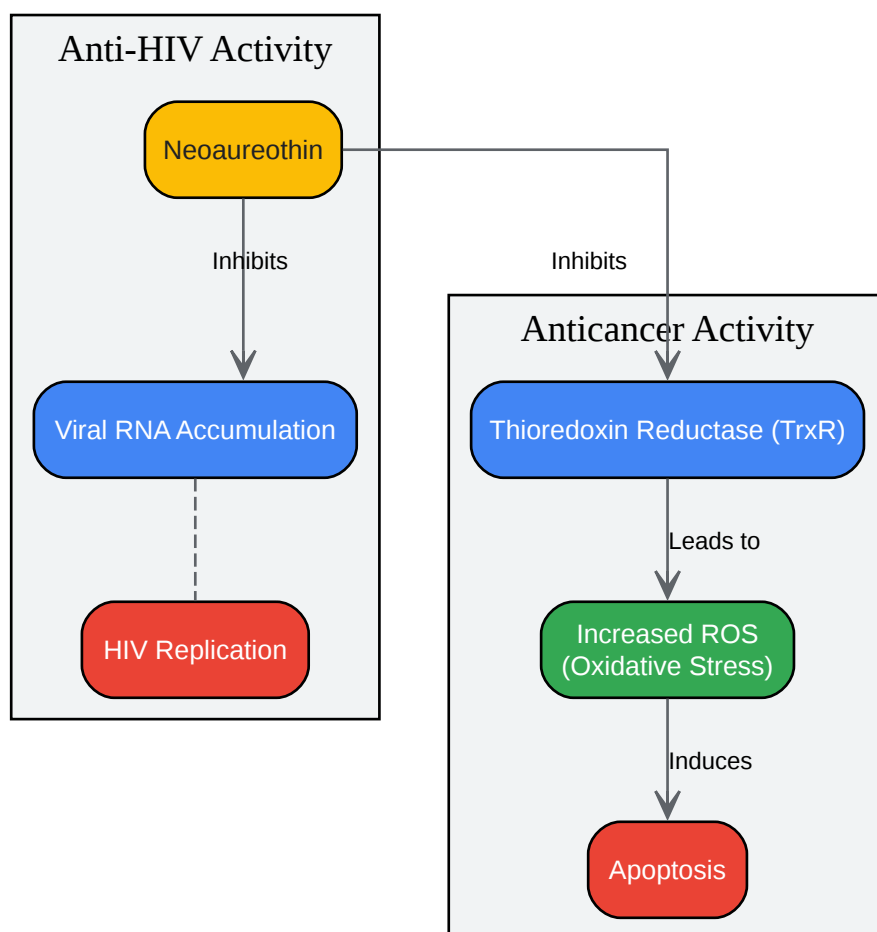 Anti-HIV Activity
Neoaureothin
Inhibits
Inhibits
Anticancer Activity
Viral RNA Accumulation
Thioredoxin Reductase (TrxR)
Leads to
HIV Replication
Increased ROS
(Oxidative Stress)
Induces
Apoptosis